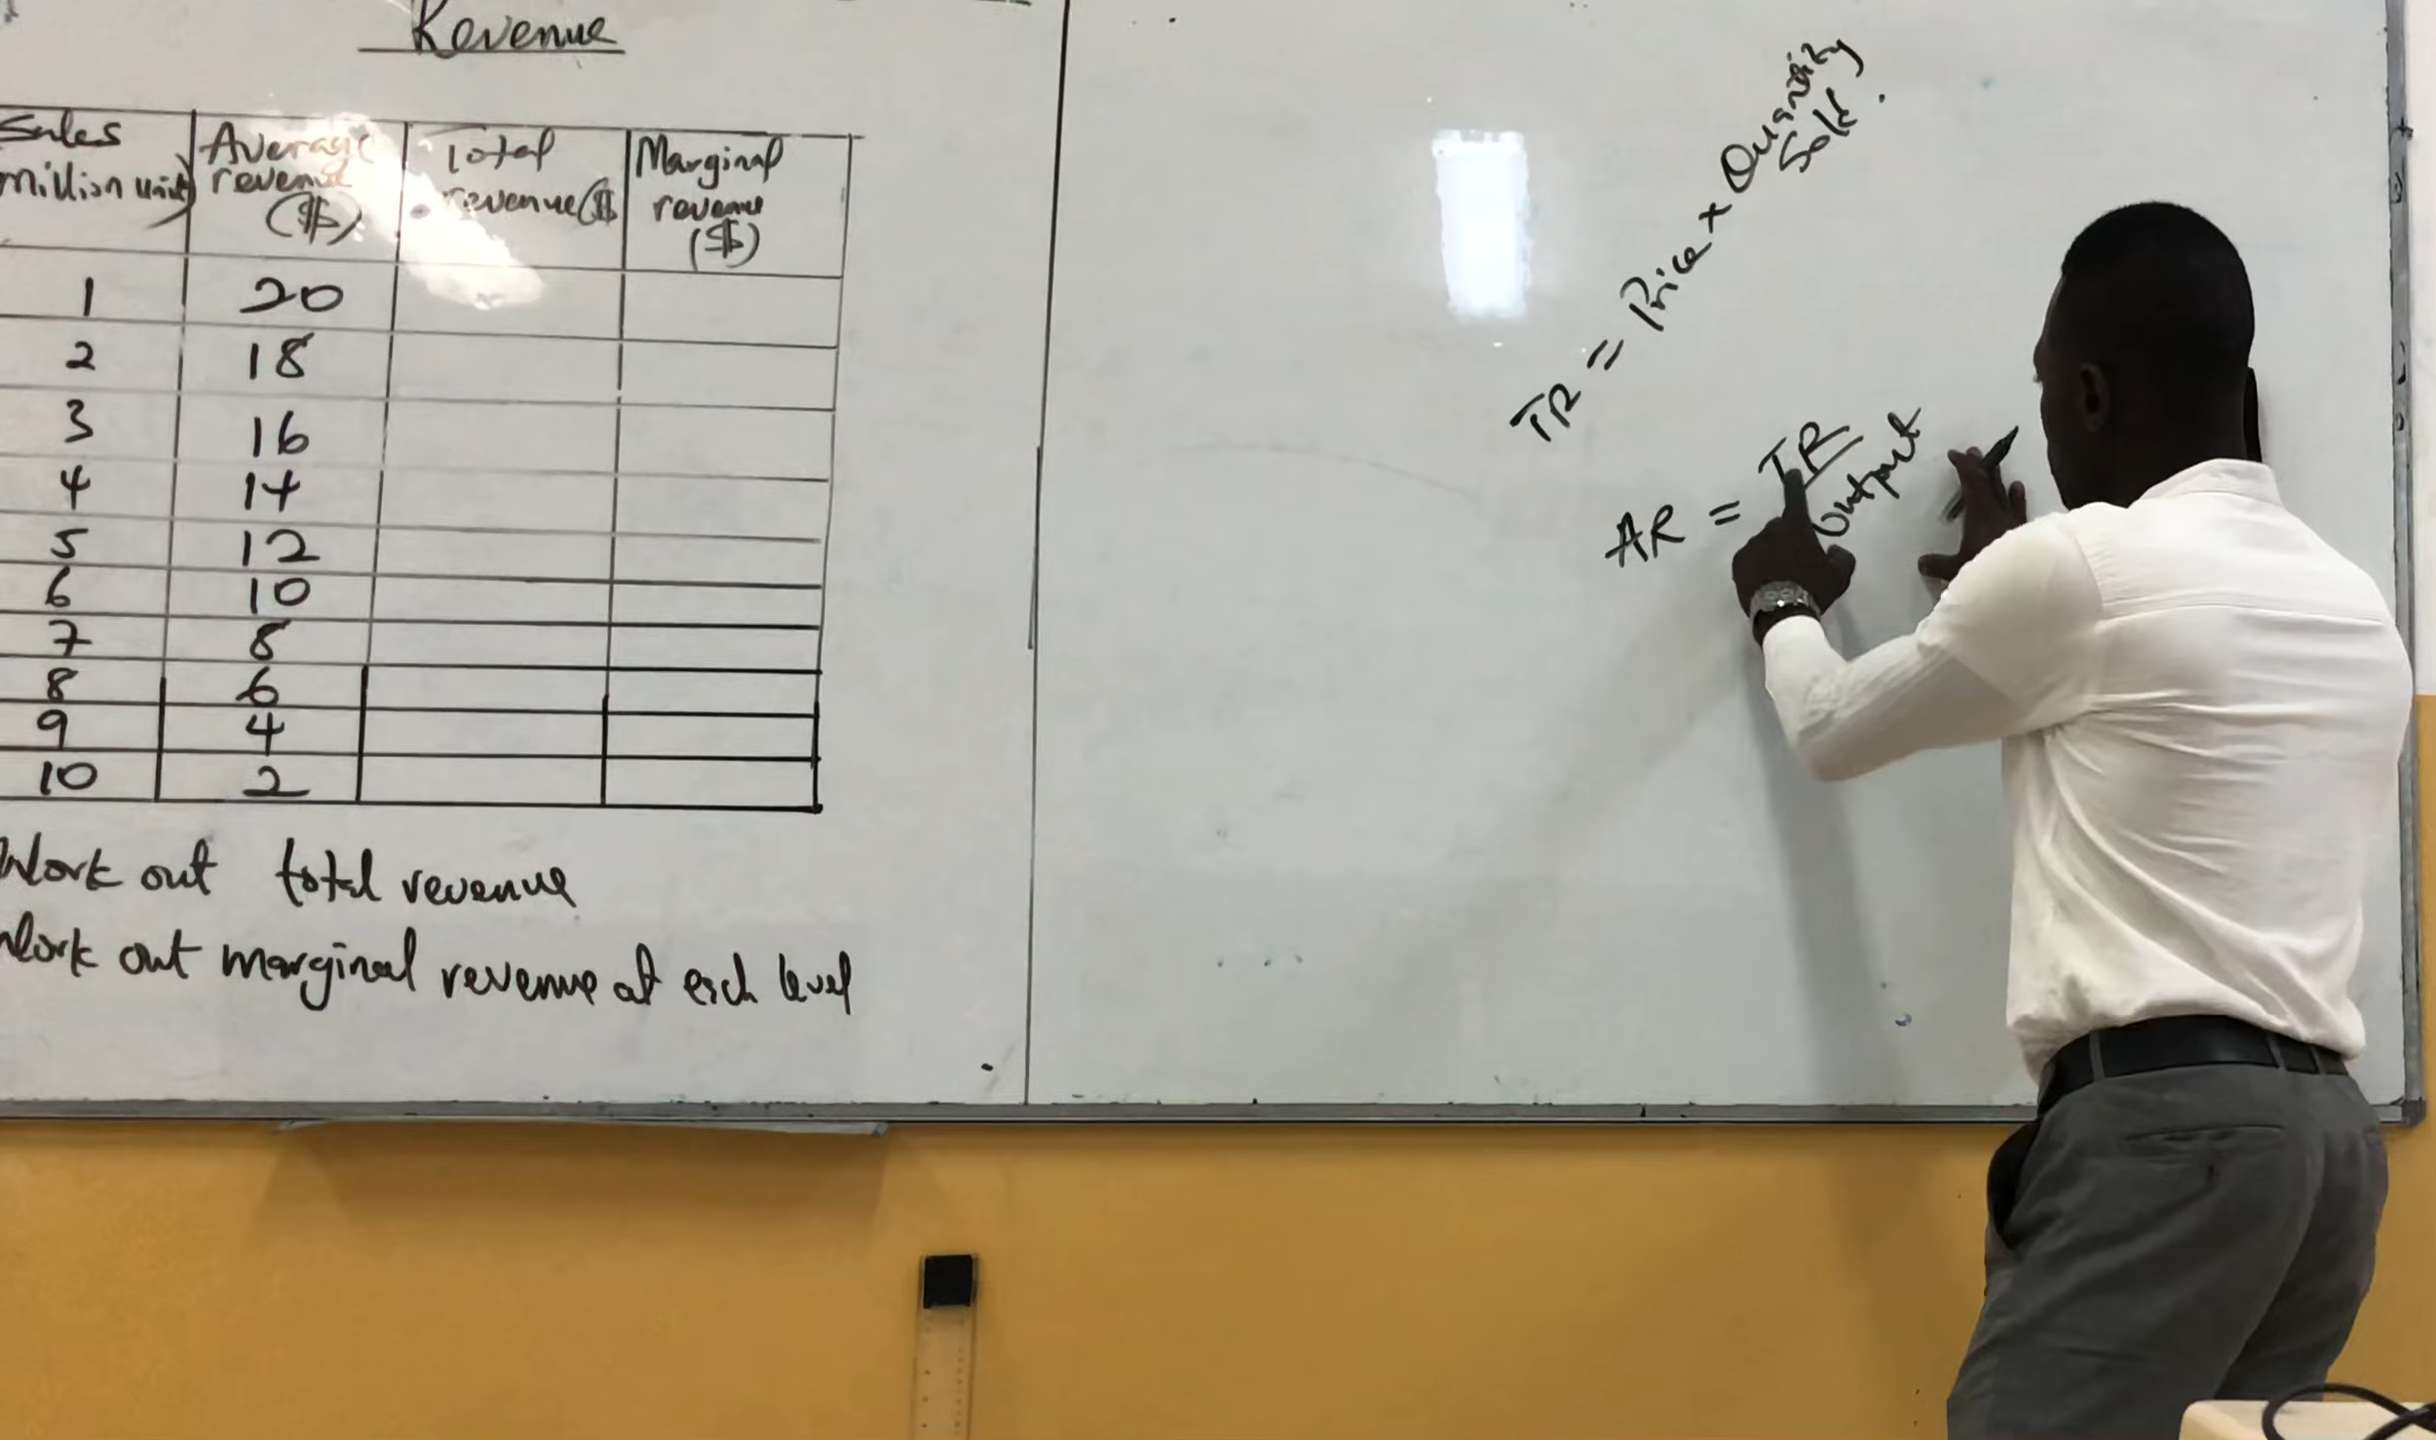 Revenue
Sales (million units) Average revenue ($) Total revenue ($ Marginal revenue ($)
1 20
2 18
3 16
4 14
5 12
6 10
7 8
8 6
9 4
10 2
Work out total revenue
Work out marginal revenue at each level
TR = Price × Quantity Sold.
AR = TR
Output